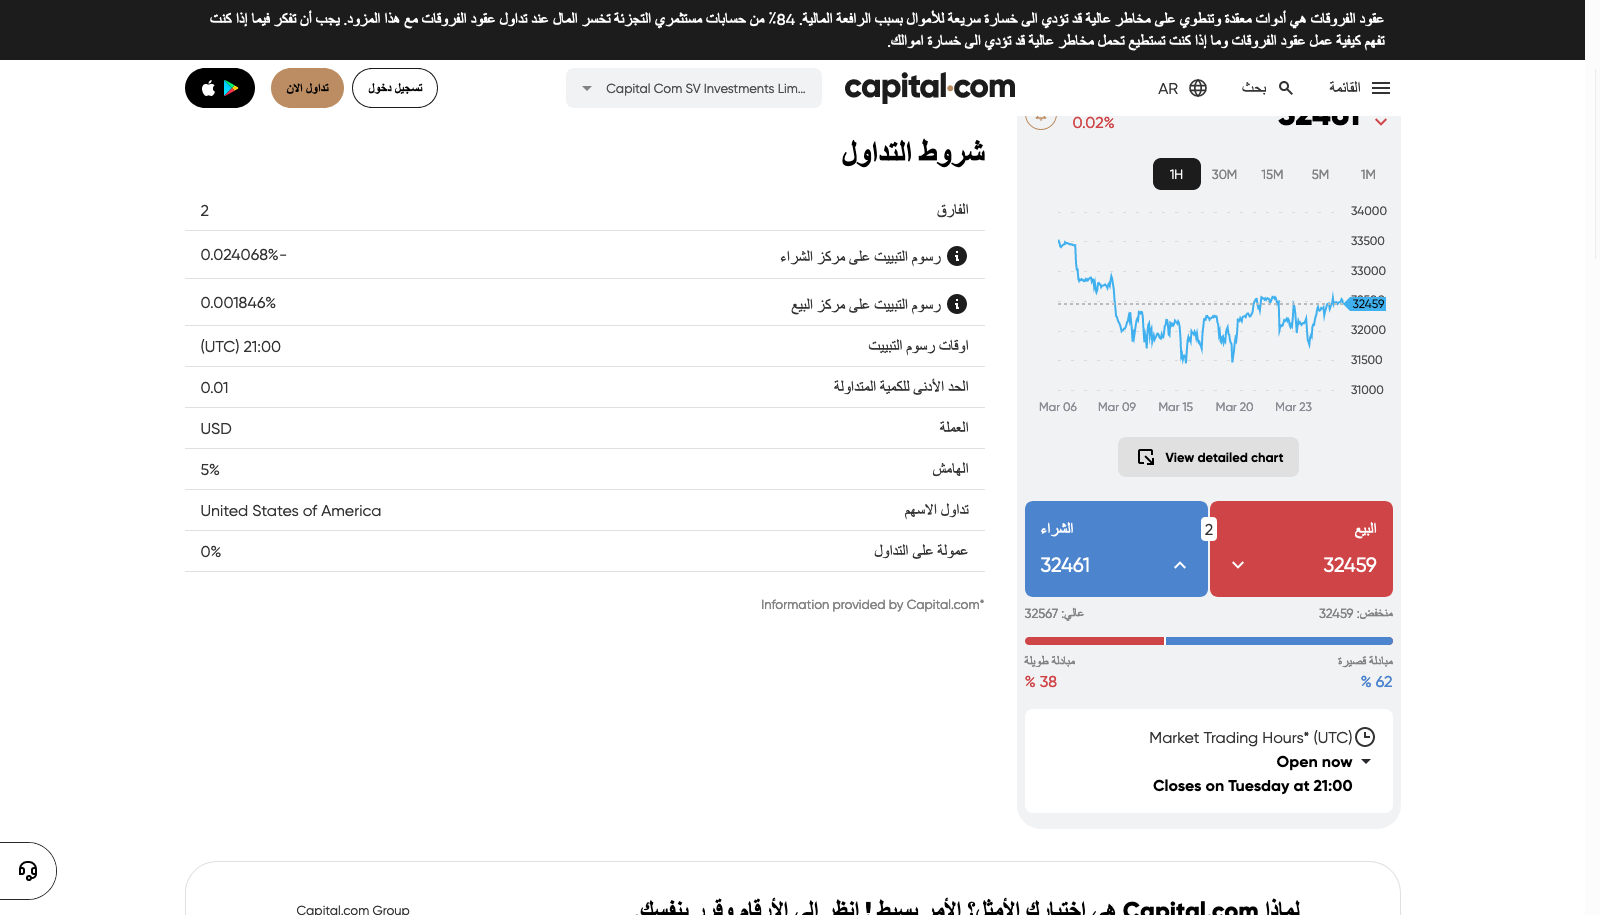 عقود الفروقات هي أدوات معقدة وتنطوي على مخاطر عالية قد تؤدي الى خسارة سريعة للأموال بسبب الرافعة المالية. 84٪ من حسابات مستثمري التجزئة تخسر المال عند تداول عقود الفروقات مع هذا المزود. يجب أن تفكر فيما إذا كنت
تفهم كيفية عمل عقود الفروقات وما إذا كنت تستطيع تحمل مخاطر عالية قد تؤدي الى خسارة اموالك.
القائمة
بحث
AR
capital.com
Capital Com SV Investments Lim...
تسجيل دخول
تداول الان
32461
0.02%
1H 30M 15M 5M 1M
34000
33500
33000
32459
32000
31500
31000
Mar 06 Mar 09 Mar 15 Mar 20 Mar 23
View detailed chart
البيع
32459
2
الشراء
32461
منخفض: 32459
عالي: 32567
مبادلة قصيرة
مبادلة طويلة
% 62
% 38
Market Trading Hours* (UTC)
Open now
Closes on Tuesday at 21:00
شروط التداول
الفارق 2
رسوم التبييت على مركز الشراء -0.024068%
رسوم التبييت على مركز البيع 0.001846%
اوقات رسوم التبييت 21:00 (UTC)
الحد الأدنى للكمية المتداولة 0.01
العملة USD
الهامش 5%
تداول الاسهم United States of America
عمولة على التداول 0%
Information provided by Capital.com*
لماذا Capital.com هي اختيارك الأمثل؟ الأمر بسيط ! انظر الى الأرقام وقرر بنفسك.
Capital.com Group